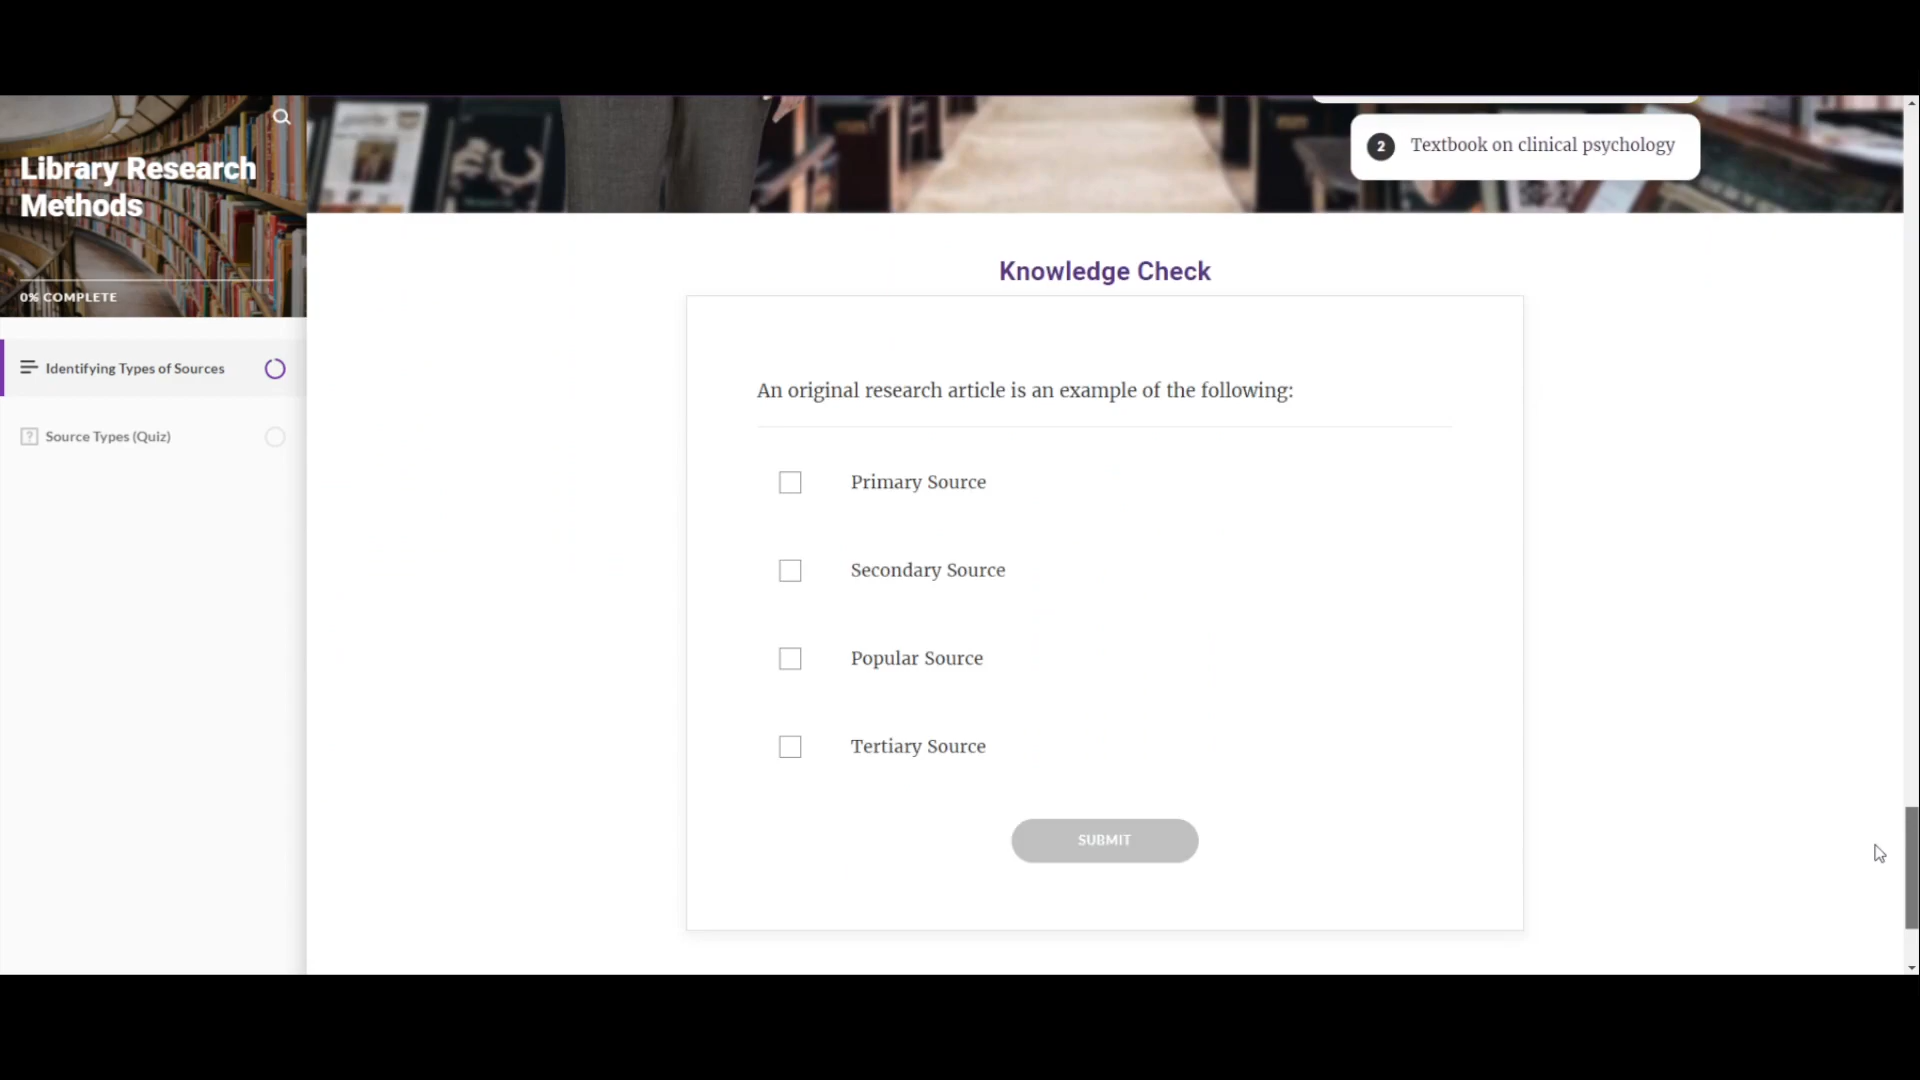 Library Research
Methods
0% COMPLETE
Identifying Types of Sources
Source Types (Quiz)
2 Textbook on clinical psychology
Knowledge Check
An original research article is an example of the following:
Primary Source
Secondary Source
Popular Source
Tertiary Source
SUBMIT